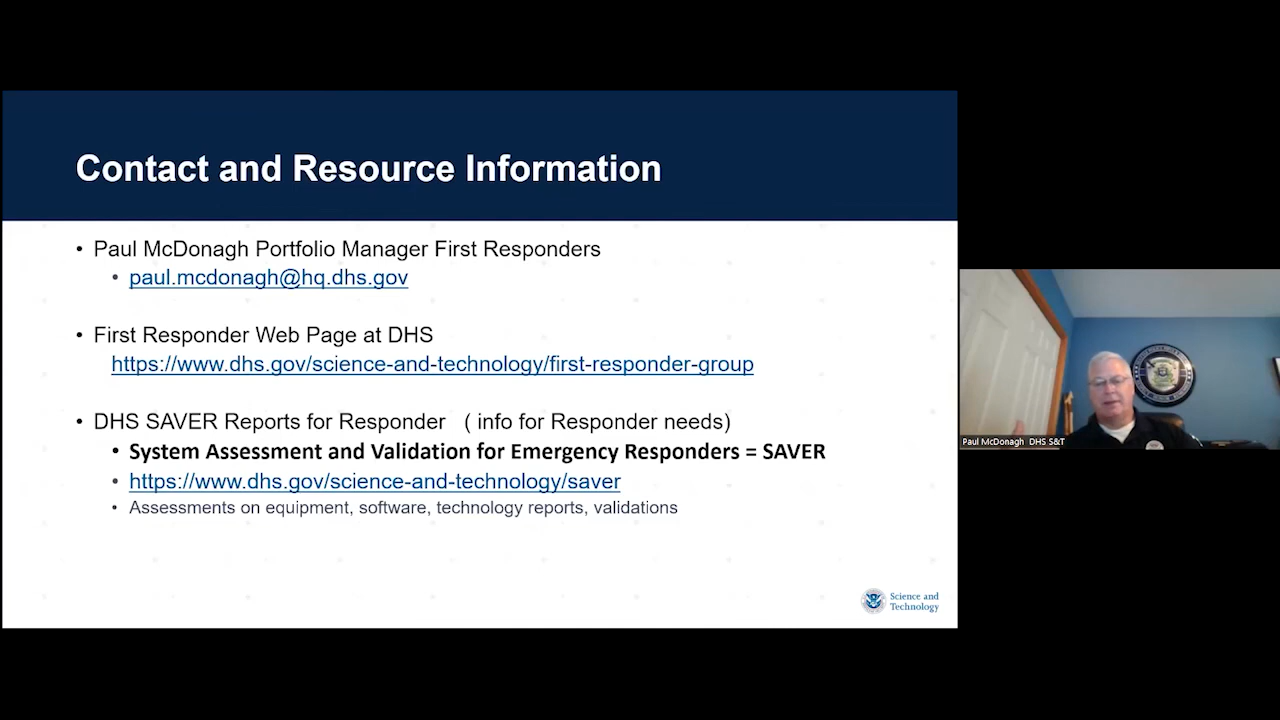 Contact and Resource Information
• Paul McDonagh Portfolio Manager First Responders
• paul.mcdonagh@hq.dhs.gov
• First Responder Web Page at DHS
https://www.dhs.gov/science-and-technology/first-responder-group
• DHS SAVER Reports for Responder ( info for Responder needs)
• System Assessment and Validation for Emergency Responders = SAVER
• https://www.dhs.gov/science-and-technology/saver
• Assessments on equipment, software, technology reports, validations
Science and
Technology
Paul McDonagh DHS S&T